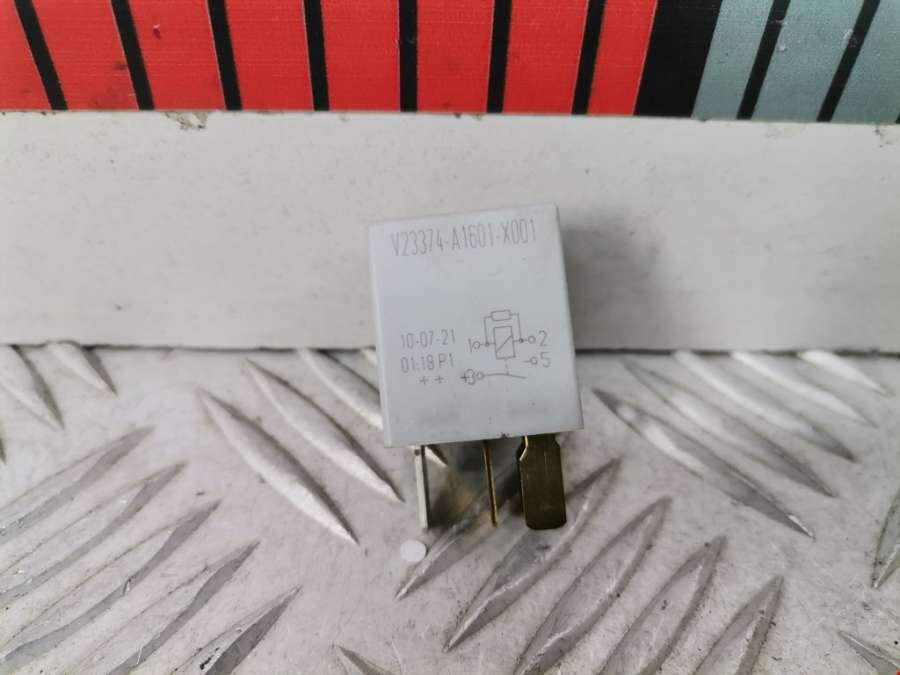 V23374-A1601-X001
10-07-21
01:18 P1
+ +
1 2
5
+3